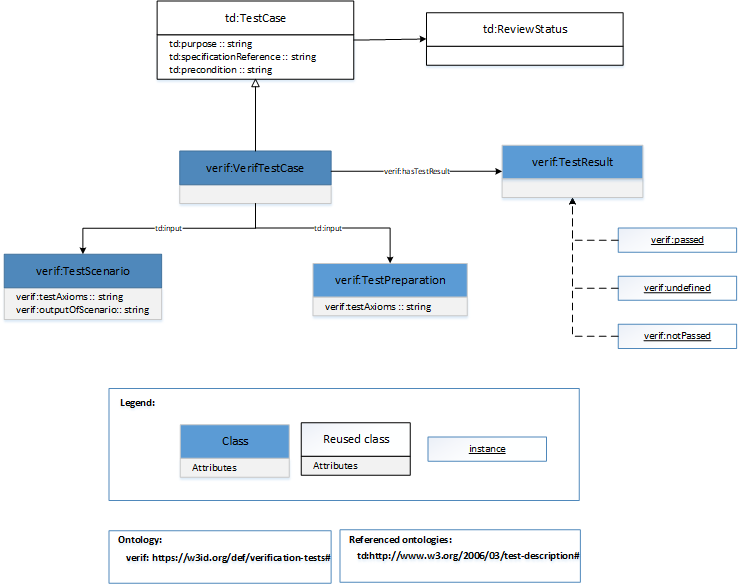 td:TestCase
td:purpose :: string
td:specificationReference :: string
td:precondition :: string
td:ReviewStatus
verif:VerifTestCase
verif:hasTestResult
verif:TestResult
td:input
td:input
verif:passed
verif:undefined
verif:notPassed
verif:TestScenario
verif:testAxioms :: string
verif:outputOfScenario:: string
verif:TestPreparation
verif:testAxioms :: string
Legend:
Class
Attributes
Reused class
Attributes
instance
Ontology:
verif: https://w3id.org/def/verification-tests#
Referenced ontologies:
td:http://www.w3.org/2006/03/test-description#